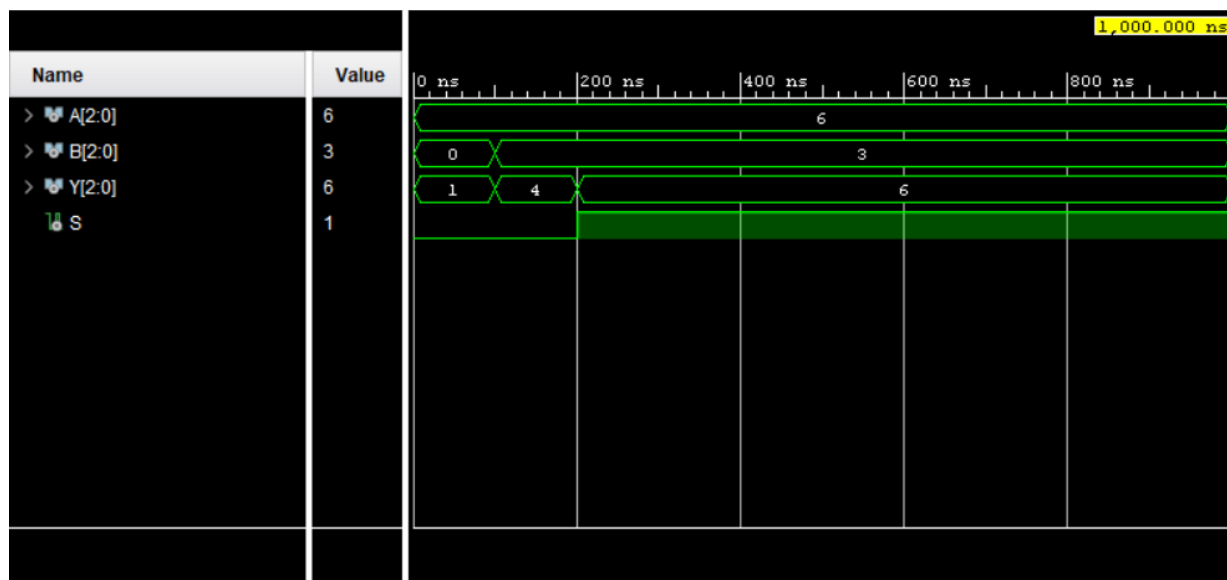 1,000.000 ns
Name Value
0 ns 200 ns 400 ns 600 ns 800 ns
A[2:0] 6 6
B[2:0] 3 0 3
Y[2:0] 6 1 4 6
S 1